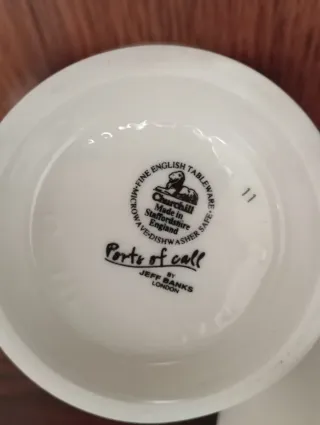 FINE ENGLISH TABLEWARE
Churchill
Made in
Staffordshire
England
MICROWAVE•DISHWASHER SAFE
Ports of call
BY
JEFF BANKS
LONDON
11